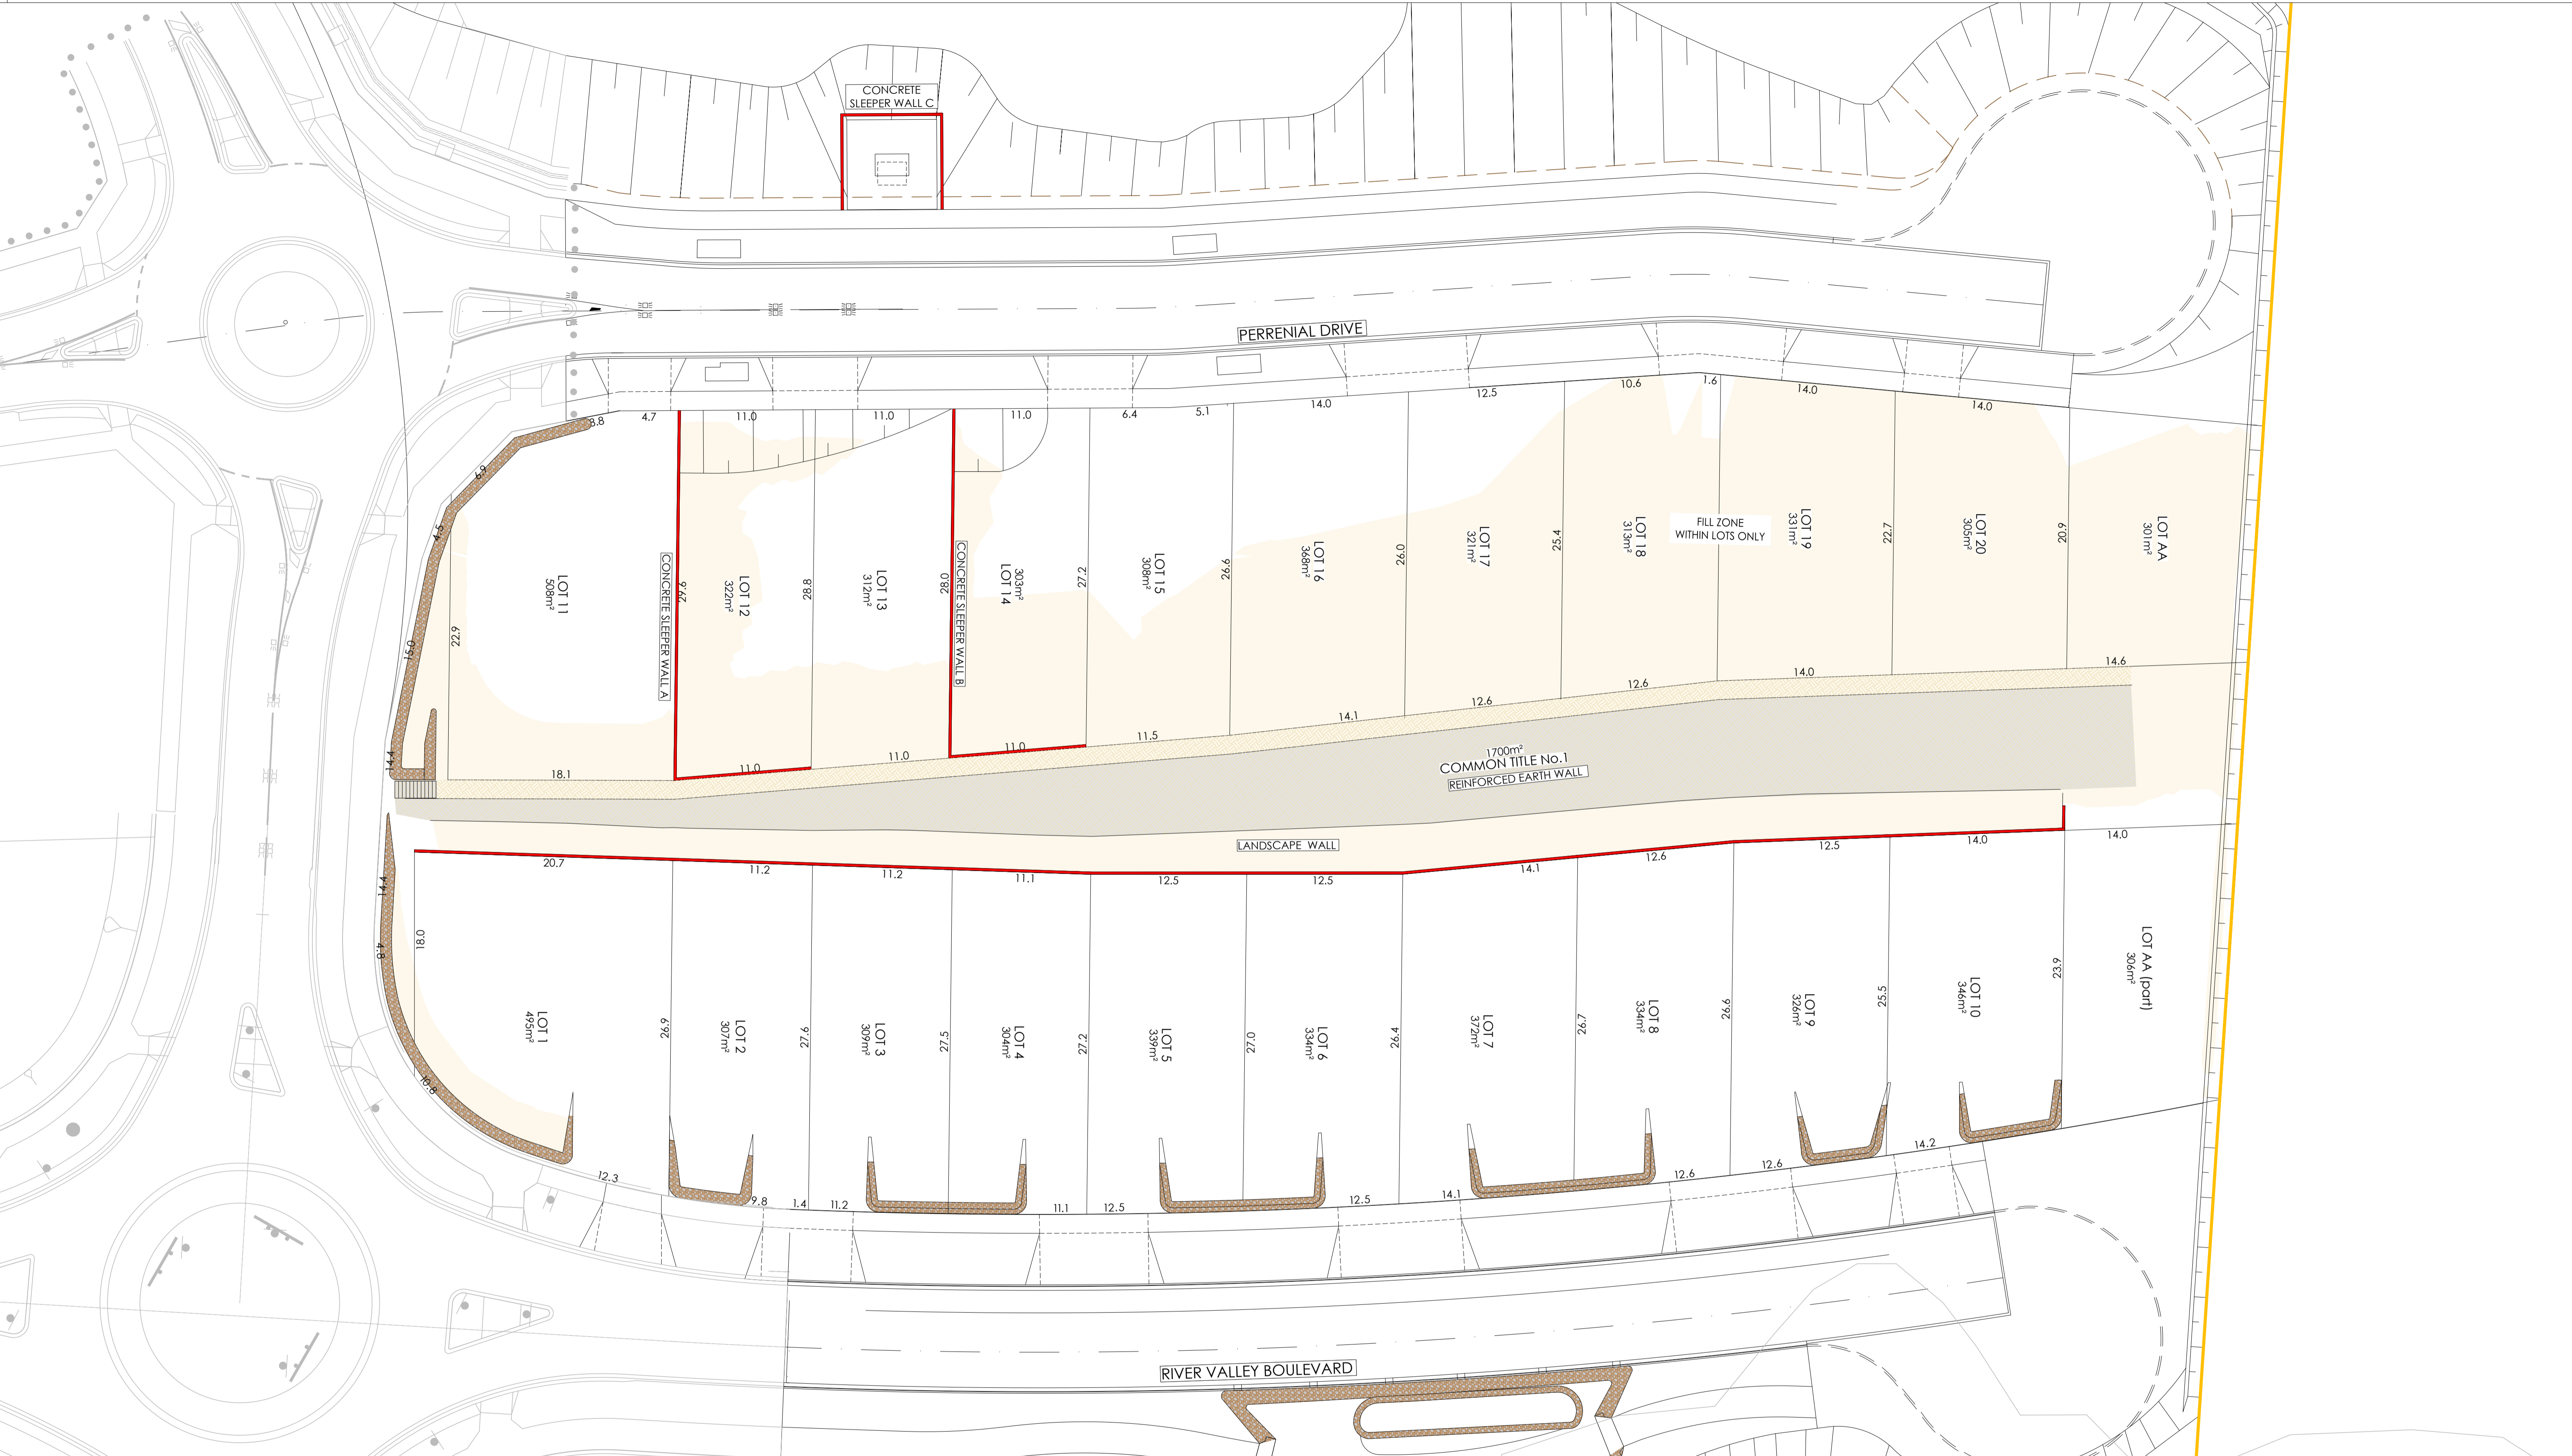 CONCRETE
SLEEPER WALL C
PERRENIAL DRIVE
3.8
4.7
11.0
11.0
11.0
6.4
5.1
14.0
12.5
10.6
1.6
14.0
14.0
6.9
4.5
15.0
14.4
22.9
LOT 11
508m²
CONCRETE SLEEPER WALL A
29.7
LOT 12
322m²
28.8
LOT 13
312m²
28.0
CONCRETE SLEEPER WALL B
LOT 14
303m²
27.2
LOT 15
308m²
26.9
LOT 16
368m²
26.0
LOT 17
321m²
25.4
LOT 18
313m²
FILL ZONE
WITHIN LOTS ONLY
LOT 19
331m²
22.7
LOT 20
305m²
20.9
LOT AA
301m²
18.1
11.0
11.0
11.0
11.5
14.1
12.6
12.6
14.0
14.6
1700m²
COMMON TITLE No.1
REINFORCED EARTH WALL
LANDSCAPE WALL
20.7
11.2
11.2
11.1
12.5
12.5
14.1
12.6
12.5
14.0
14.0
14.4
4.8
18.0
10.8
LOT 1
495m²
26.9
LOT 2
307m²
27.6
LOT 3
309m²
27.5
LOT 4
304m²
27.2
LOT 5
339m²
27.0
LOT 6
334m²
26.4
LOT 7
372m²
26.7
LOT 8
334m²
26.6
LOT 9
326m²
25.5
LOT 10
346m²
23.9
LOT AA (part)
306m²
12.3
9.8
1.4
11.2
11.1
12.5
12.5
14.1
12.6
12.6
14.2
RIVER VALLEY BOULEVARD